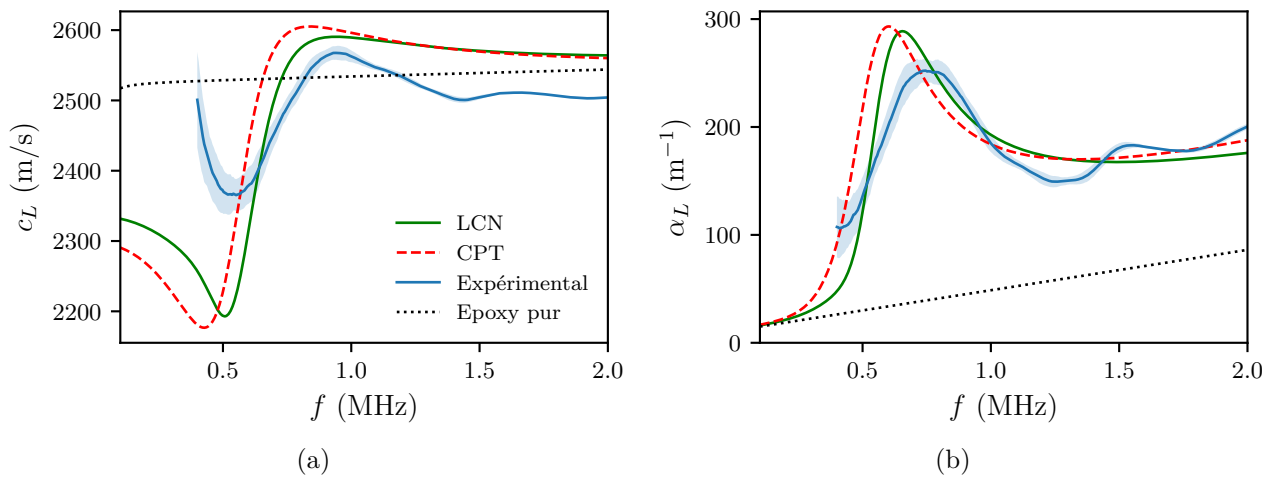 2600
2500
2400
2300
2200
c_L (m/s)
0.5
1.0
1.5
2.0
f (MHz)
LCN
CPT
Expérimental
Epoxy pur
(a)
300
200
100
0
α_L (m⁻¹)
0.5
1.0
1.5
2.0
f (MHz)
(b)